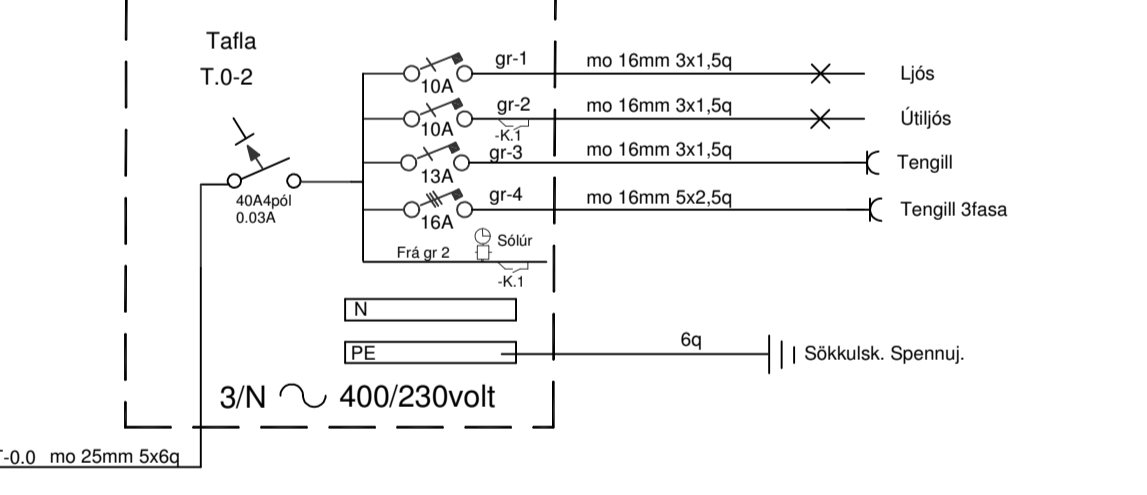 Tafla
T.0-2
40A4pól
0.03A
gr-1
10A
mo 16mm 3x1,5q
Ljós
gr-2
10A
-K.1
mo 16mm 3x1,5q
Útiljós
gr-3
13A
mo 16mm 3x1,5q
Tengill
gr-4
16A
mo 16mm 5x2,5q
Tengill 3fasa
Frá gr 2
Sólúr
-K.1
N
PE
6q
Sökkulsk. Spennuj.
3/N 400/230volt
-0.0 mo 25mm 5x6q